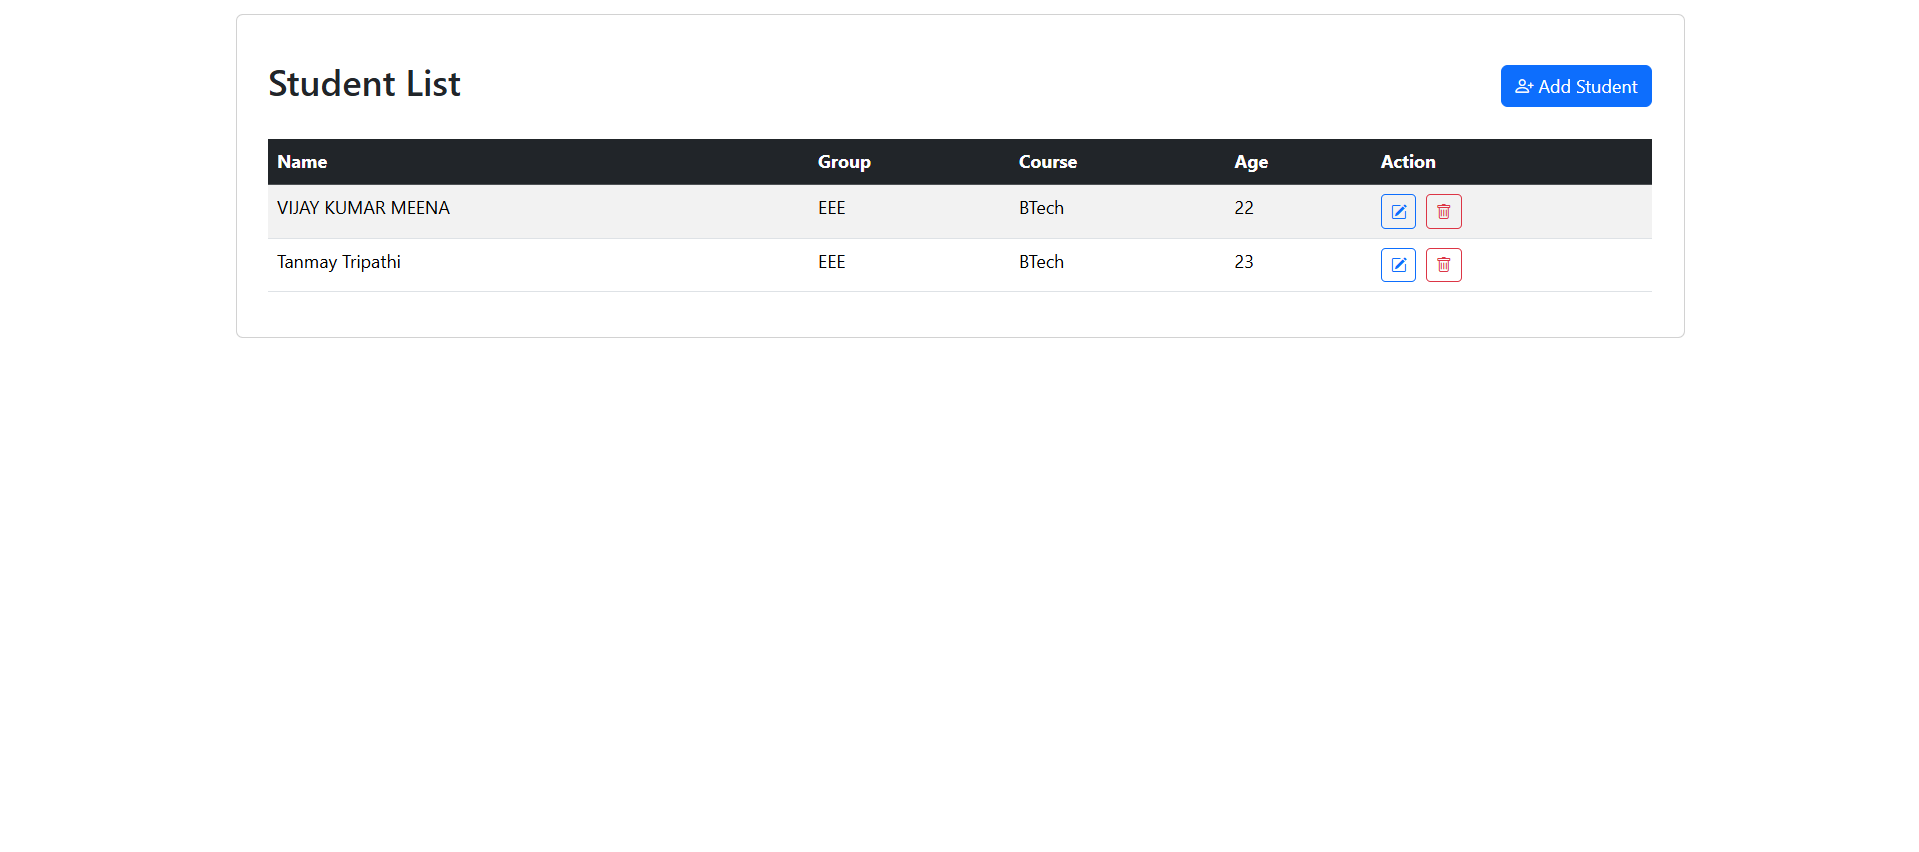 Student List
Add Student
Name Group Course Age Action
VIJAY KUMAR MEENA EEE BTech 22
Tanmay Tripathi EEE BTech 23